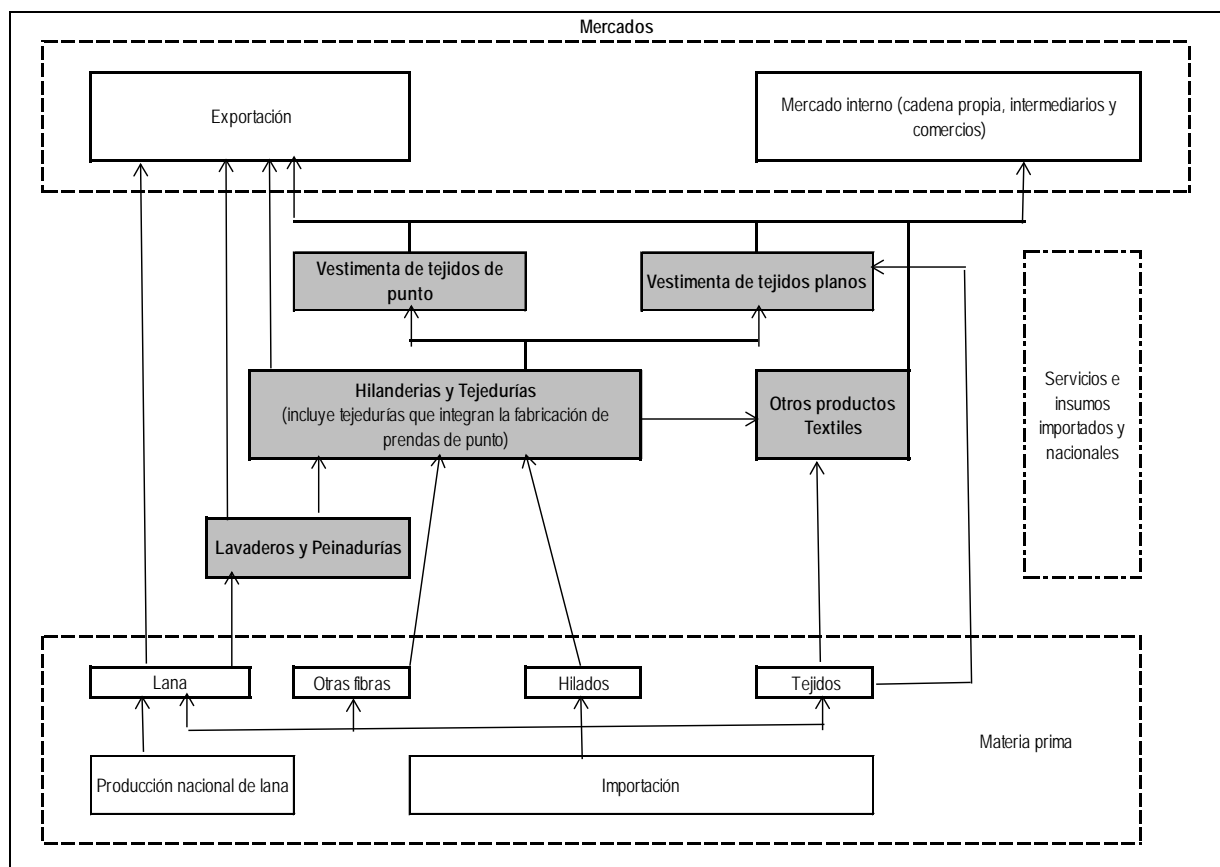 Mercados
Exportación
Mercado interno (cadena propia, intermediarios y
comercios)
Vestimenta de tejidos de
punto
Vestimenta de tejidos planos
Hilanderias y Tejedurías
(incluye tejedurías que integran la fabricación de
prendas de punto)
Otros productos
Textiles
Servicios e
insumos
importados y
nacionales
Lavaderos y Peinadurías
Lana
Otras fibras
Hilados
Tejidos
Materia prima
Producción nacional de lana
Importación